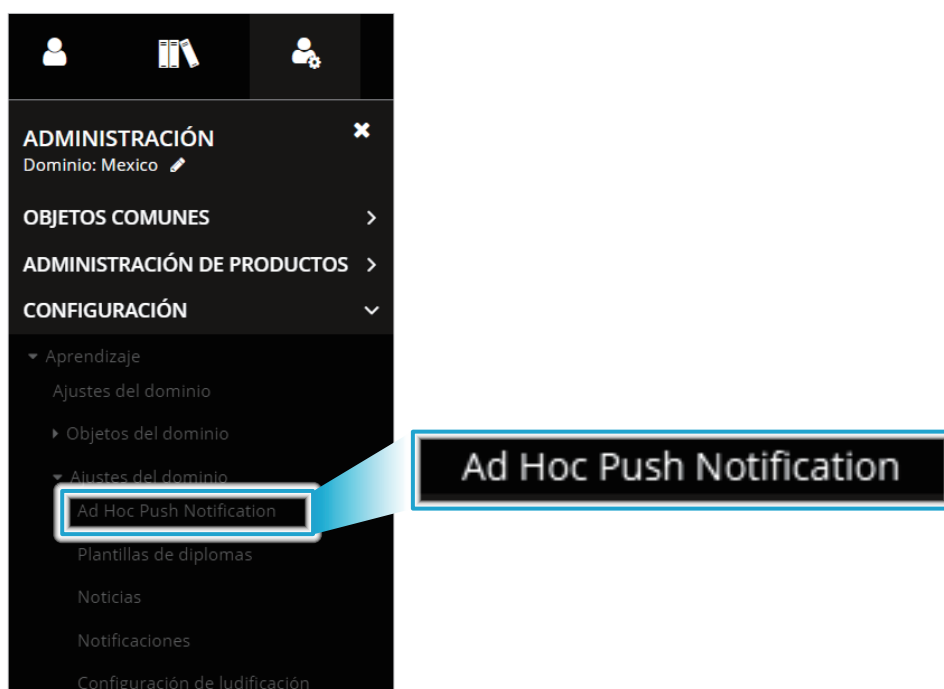 ADMINISTRACIÓN
Dominio: Mexico
OBJETOS COMUNES
ADMINISTRACIÓN DE PRODUCTOS
CONFIGURACIÓN
Aprendizaje
Ajustes del dominio
Objetos del dominio
Ajustes del dominio
Ad Hoc Push Notification
Ad Hoc Push Notification
Plantillas de diplomas
Noticias
Notificaciones
Configuración de ludificación